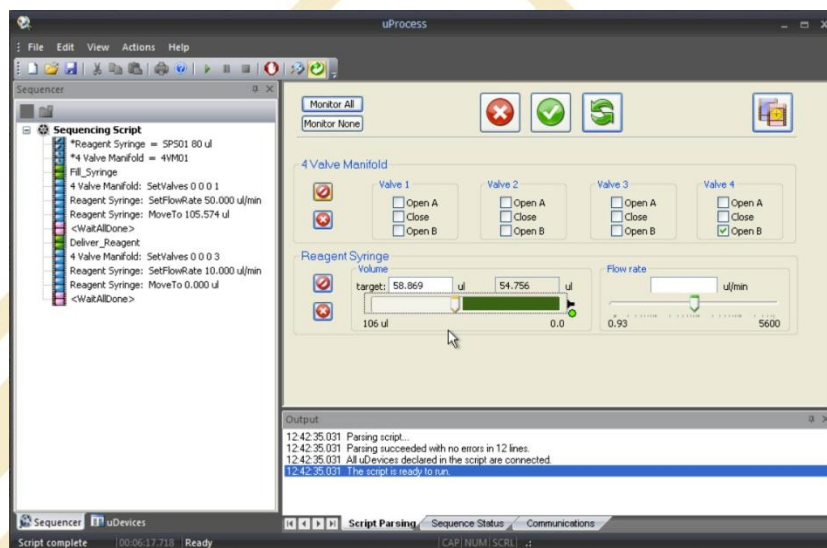 uProcess
File Edit View Actions Help
Sequencer
Sequencing Script
*Reagent Syringe = SPS01 80 ul
*4 Valve Manifold = 4VM01
Fill_Syringe
4 Valve Manifold: SetValves 0 0 0 1
Reagent Syringe: SetFlowRate 50.000 ul/min
Reagent Syringe: MoveTo 105.574 ul
<WaitAllDone>
Deliver_Reagent
4 Valve Manifold: SetValves 0 0 0 3
Reagent Syringe: SetFlowRate 10.000 ul/min
Reagent Syringe: MoveTo 0.000 ul
<WaitAllDone>
Sequencer uDevices
Monitor All
Monitor None
4 Valve Manifold
Valve 1 Valve 2 Valve 3 Valve 4
Open A Open A Open A Open A
Close Close Close Close
Open B Open B Open B Open B
Reagent Syringe
Volume Flow rate
target: 58.869 ul 54.756 ul ul/min
106 ul 0.0 0.93 5600
Output
12:42:35.031 Parsing script...
12:42:35.031 Parsing succeeded with no errors in 12 lines.
12:42:35.031 All uDevices declared in the script are connected.
12:42:35.031 The script is ready to run.
Script Parsing Sequence Status Communications
Script complete 00:06:17.718 Ready CAP NUM SCRL